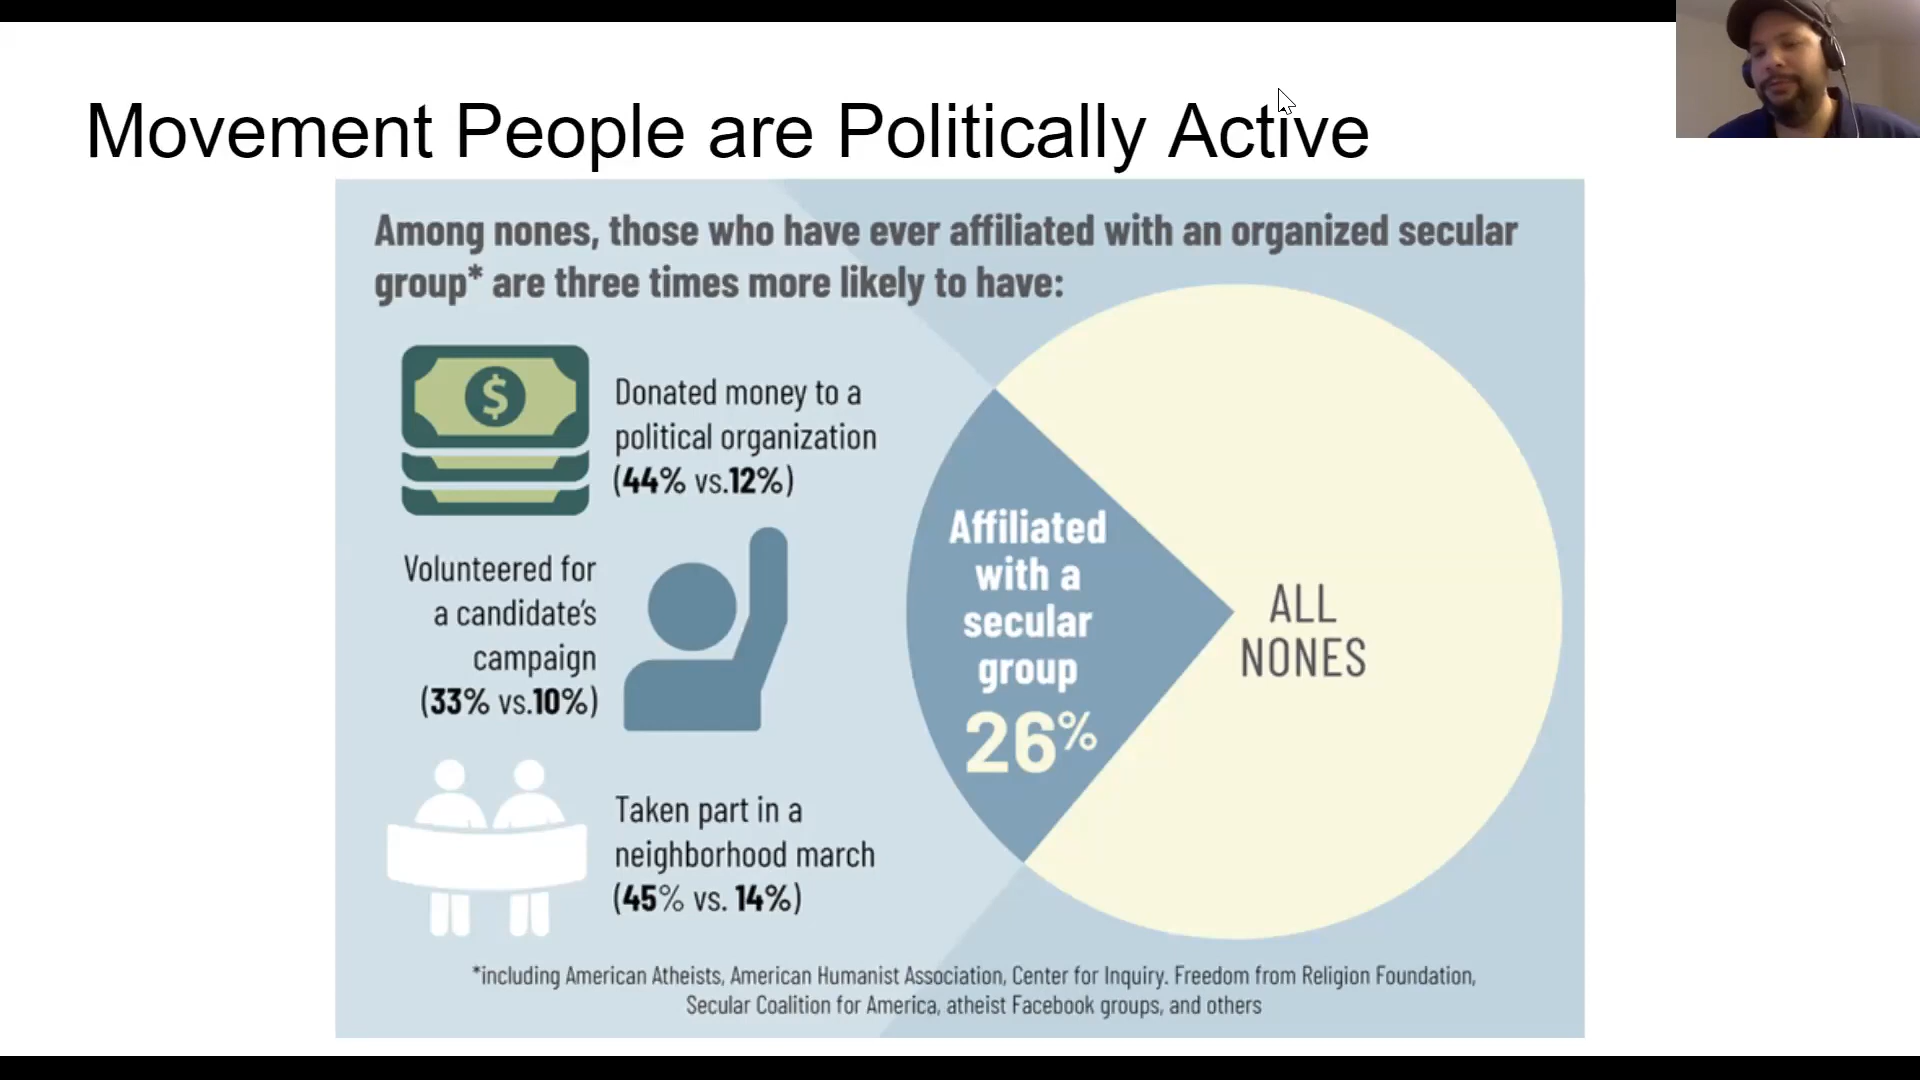 Movement People are Politically Active
Among nones, those who have ever affiliated with an organized secular
group* are three times more likely to have:
$
Donated money to a
political organization
(44% vs.12%)
Volunteered for
a candidate's
campaign
(33% vs.10%)
Taken part in a
neighborhood march
(45% vs. 14%)
Affiliated
with a
secular
group
26%
ALL
NONES
*including American Atheists, American Humanist Association, Center for Inquiry. Freedom from Religion Foundation,
Secular Coalition for America, atheist Facebook groups, and others